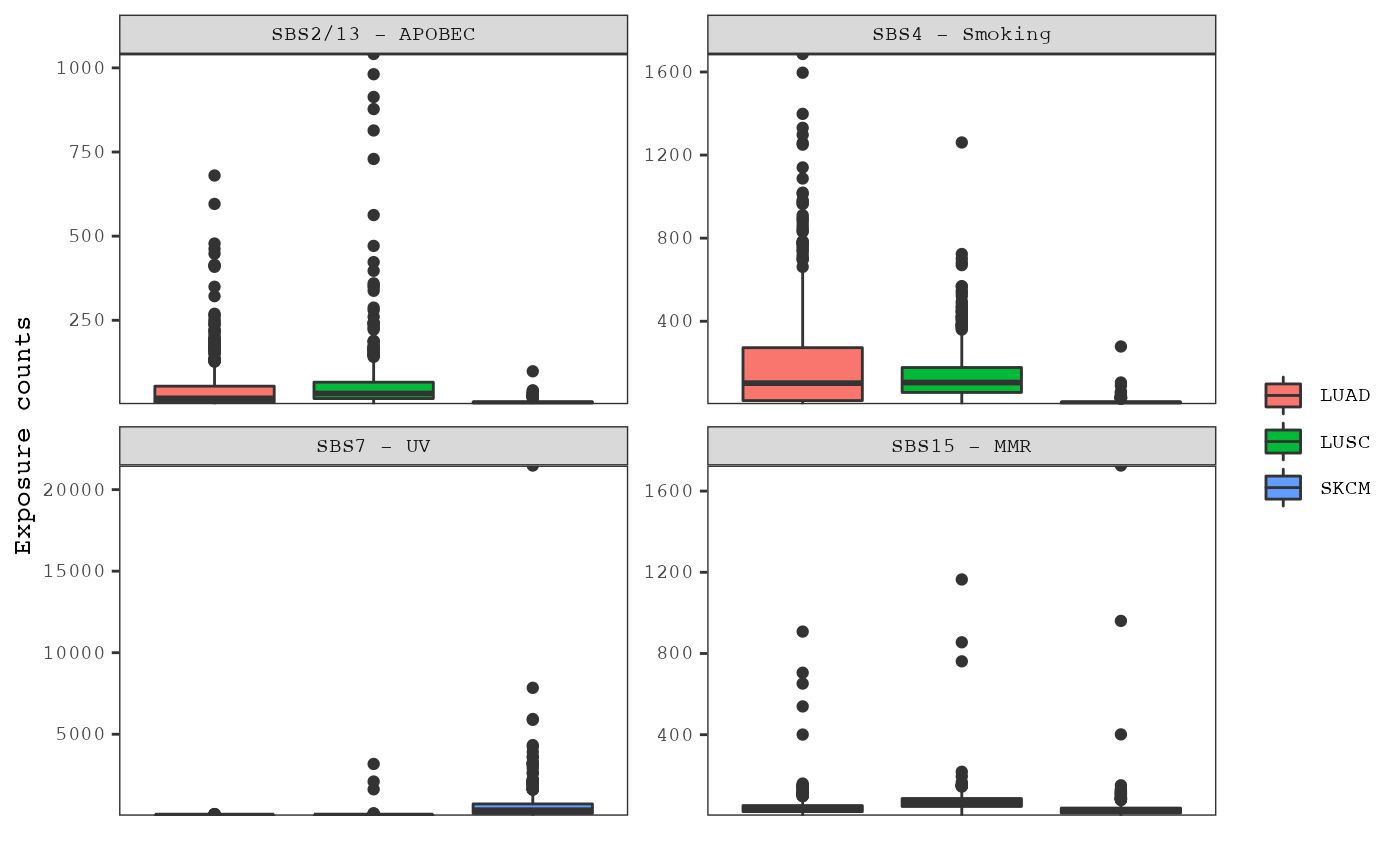 SBS2/13 - APOBEC
SBS4 - Smoking
1000
750
500
250
1600
1200
800
400
SBS7 - UV
SBS15 - MMR
20000
15000
10000
5000
1600
1200
800
400
Exposure counts
LUAD
LUSC
SKCM